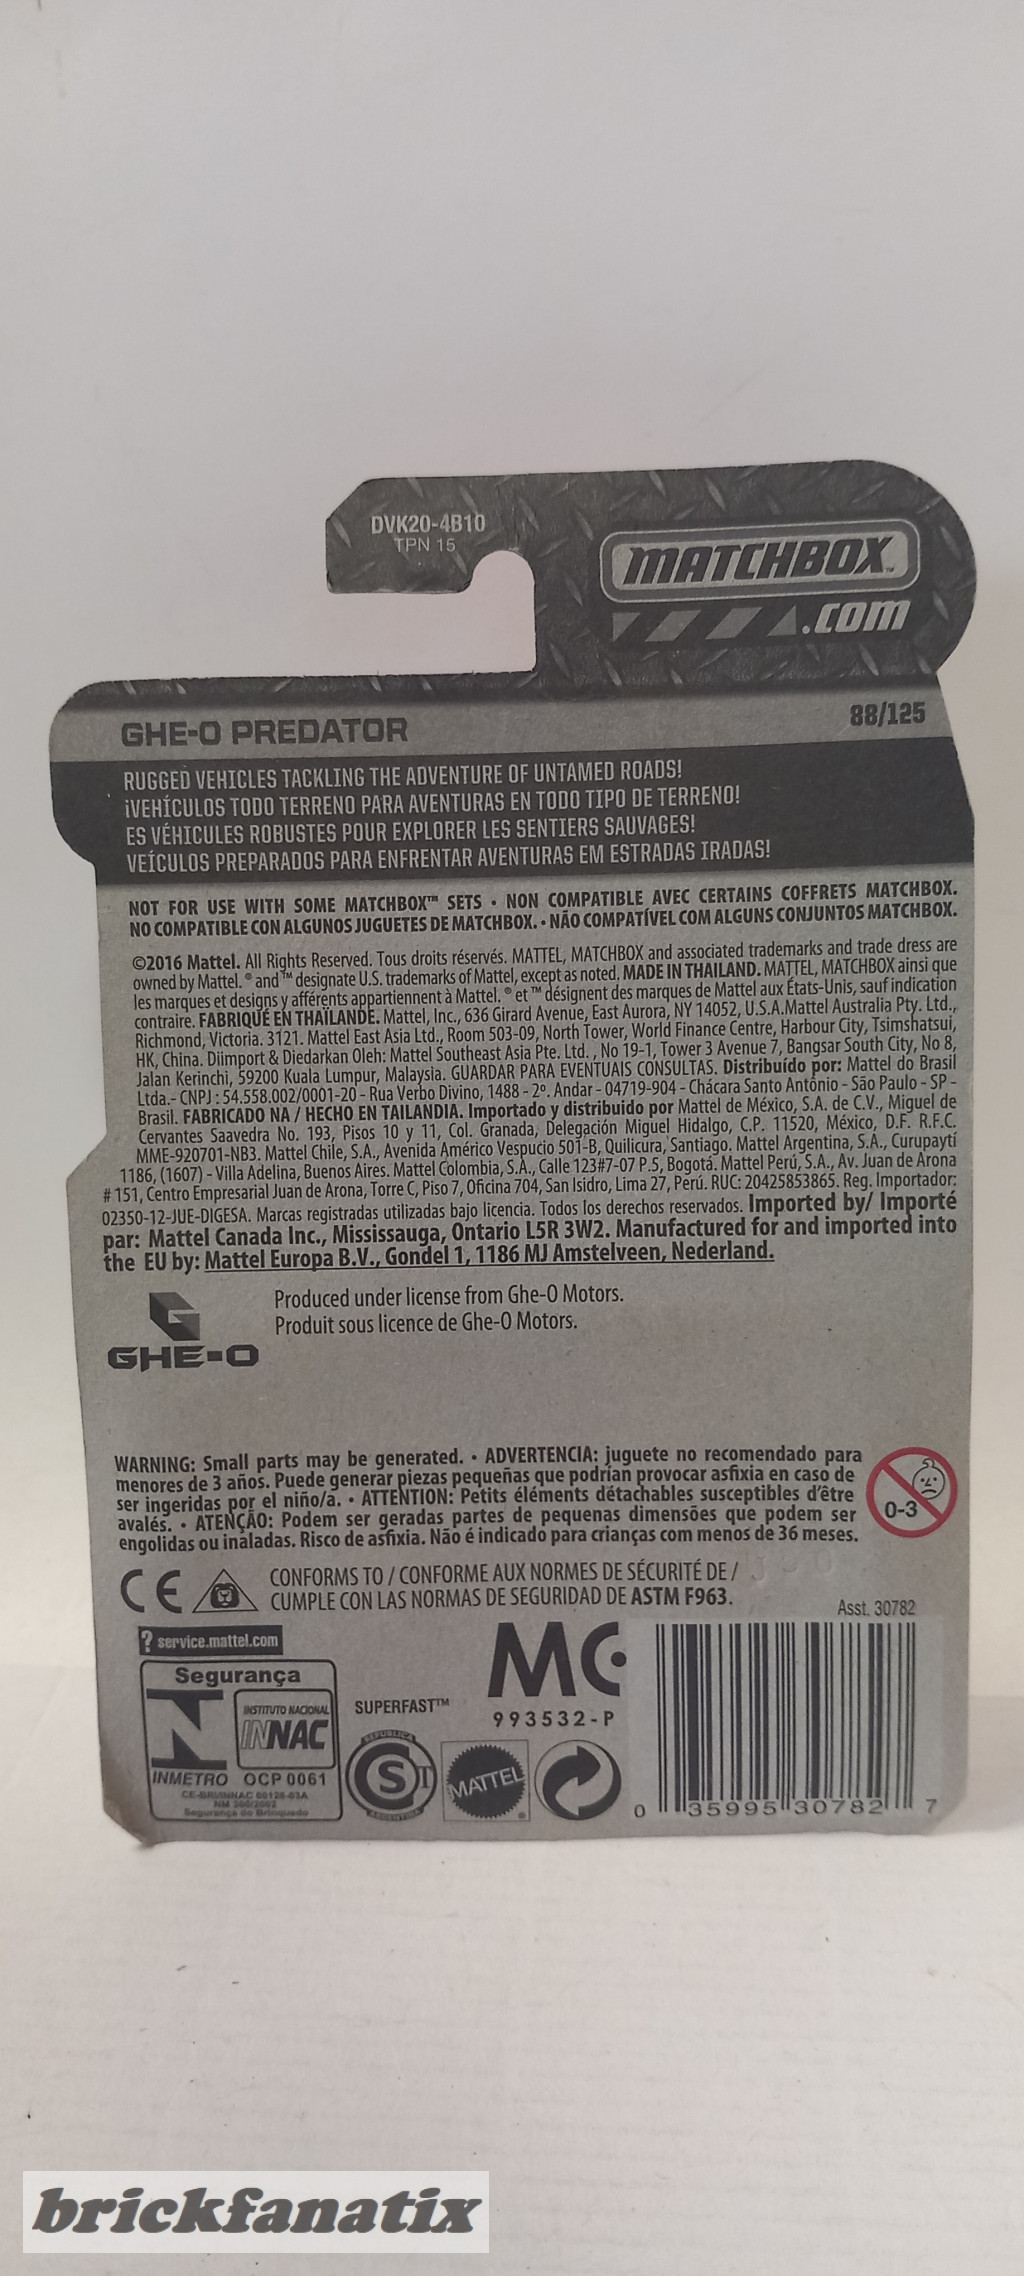 DVK20-4B10
TPN 15
MATCHBOX™
.COM
GHE-O PREDATOR
88/125
RUGGED VEHICLES TACKLING THE ADVENTURE OF UNTAMED ROADS!
¡VEHÍCULOS TODO TERRENO PARA AVENTURAS EN TODO TIPO DE TERRENO!
ES VÉHICULES ROBUSTES POUR EXPLORER LES SENTIERS SAUVAGES!
VEÍCULOS PREPARADOS PARA ENFRENTAR AVENTURAS EM ESTRADAS IRADAS!
NOT FOR USE WITH SOME MATCHBOX™ SETS • NON COMPATIBLE AVEC CERTAINS COFFRETS MATCHBOX.
NO COMPATIBLE CON ALGUNOS JUGUETES DE MATCHBOX. • NÃO COMPATÍVEL COM ALGUNS CONJUNTOS MATCHBOX.
©2016 Mattel. All Rights Reserved. Tous droits réservés. MATTEL, MATCHBOX and associated trademarks and trade dress are
owned by Mattel. ® and ™ designate U.S. trademarks of Mattel, except as noted. MADE IN THAILAND. MATTEL, MATCHBOX ainsi que
les marques et designs y afférents appartiennent à Mattel. ® et ™ désignent des marques de Mattel aux États-Unis, sauf indication
contraire. FABRIQUÉ EN THAÏLANDE. Mattel, Inc., 636 Girard Avenue, East Aurora, NY 14052, U.S.A. Mattel Australia Pty. Ltd.,
Richmond, Victoria. 3121. Mattel East Asia Ltd., Room 503-09, North Tower, World Finance Centre, Harbour City, Tsimshatsui,
HK, China. Diimport & Diedarkan Oleh: Mattel Southeast Asia Pte. Ltd. , No 19-1, Tower 3 Avenue 7, Bangsar South City, No 8,
Jalan Kerinchi, 59200 Kuala Lumpur, Malaysia. GUARDAR PARA EVENTUAIS CONSULTAS. Distribuído por: Mattel do Brasil
Ltda.- CNPJ : 54.558.002/0001-20 - Rua Verbo Divino, 1488 - 2º. Andar - 04719-904 - Chácara Santo Antônio - São Paulo - SP -
Brasil. FABRICADO NA / HECHO EN TAILANDIA. Importado y distribuido por Mattel de México, S.A. de C.V., Miguel de
Cervantes Saavedra No. 193, Pisos 10 y 11, Col. Granada, Delegación Miguel Hidalgo, C.P. 11520, México, D.F. R.F.C.
MME-920701-NB3. Mattel Chile, S.A., Avenida Américo Vespucio 501-B, Quilicura, Santiago. Mattel Argentina, S.A., Curupaytí
1186, (1607) - Villa Adelina, Buenos Aires. Mattel Colombia, S.A., Calle 123#7-07 P.5, Bogotá. Mattel Perú, S.A., Av. Juan de Arona
# 151, Centro Empresarial Juan de Arona, Torre C, Piso 7, Oficina 704, San Isidro, Lima 27, Perú. RUC: 20425853865. Reg. Importador:
02350-12-JUE-DIGESA. Marcas registradas utilizadas bajo licencia. Todos los derechos reservados. Imported by/ Importé
par: Mattel Canada Inc., Mississauga, Ontario L5R 3W2. Manufactured for and imported into
the EU by: Mattel Europa B.V., Gondel 1, 1186 MJ Amstelveen, Nederland.
GHE-O
Produced under license from Ghe-O Motors.
Produit sous licence de Ghe-O Motors.
WARNING: Small parts may be generated. • ADVERTENCIA: juguete no recomendado para
menores de 3 años. Puede generar piezas pequeñas que podrían provocar asfixia en caso de
ser ingeridas por el niño/a. • ATTENTION: Petits éléments détachables susceptibles d'être
avalés. • ATENÇÃO: Podem ser geradas partes de pequenas dimensões que podem ser
engolidas ou inaladas. Risco de asfixia. Não é indicado para crianças com menos de 36 meses.
0-3
CE
CONFORMS TO / CONFORME AUX NORMES DE SÉCURITÉ DE /
CUMPLE CON LAS NORMAS DE SEGURIDAD DE ASTM F963.
Asst. 30782
? service.mattel.com
Segurança
INSTITUTO NACIONAL
INNAC
INMETRO OCP 0061
CE-BRI/INNAC 00128-03A
NM 300/2002
Segurança do Brinquedo
SUPERFAST™
REPUBLICA
S
ARGENTINA
MC
993532-P
MATTEL
0 35995 30782 7
brickfanatix